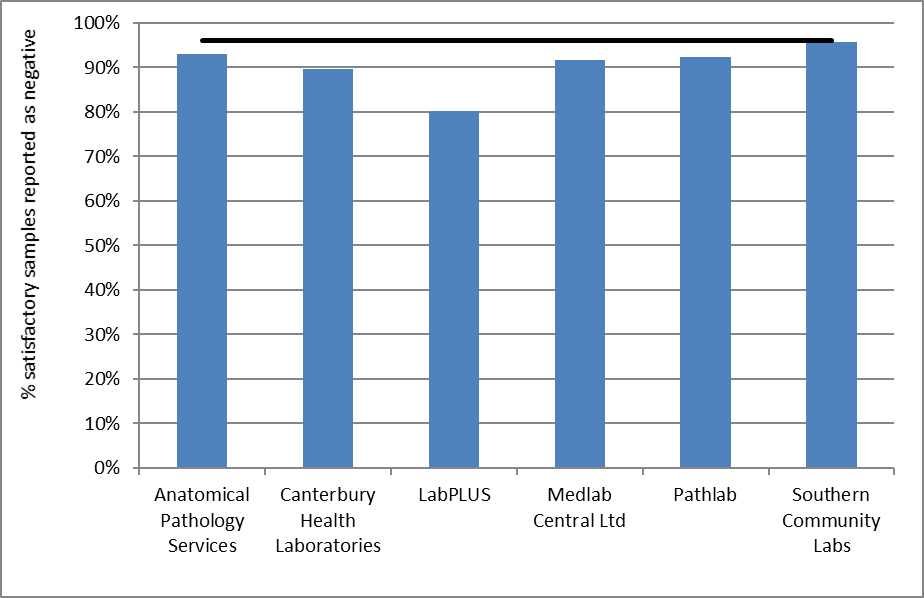 % satisfactory samples reported as negative
100%
90%
80%
70%
60%
50%
40%
30%
20%
10%
0%
Anatomical
Pathology
Services
Canterbury
Health
Laboratories
LabPLUS
Medlab
Central Ltd
Pathlab
Southern
Community
Labs